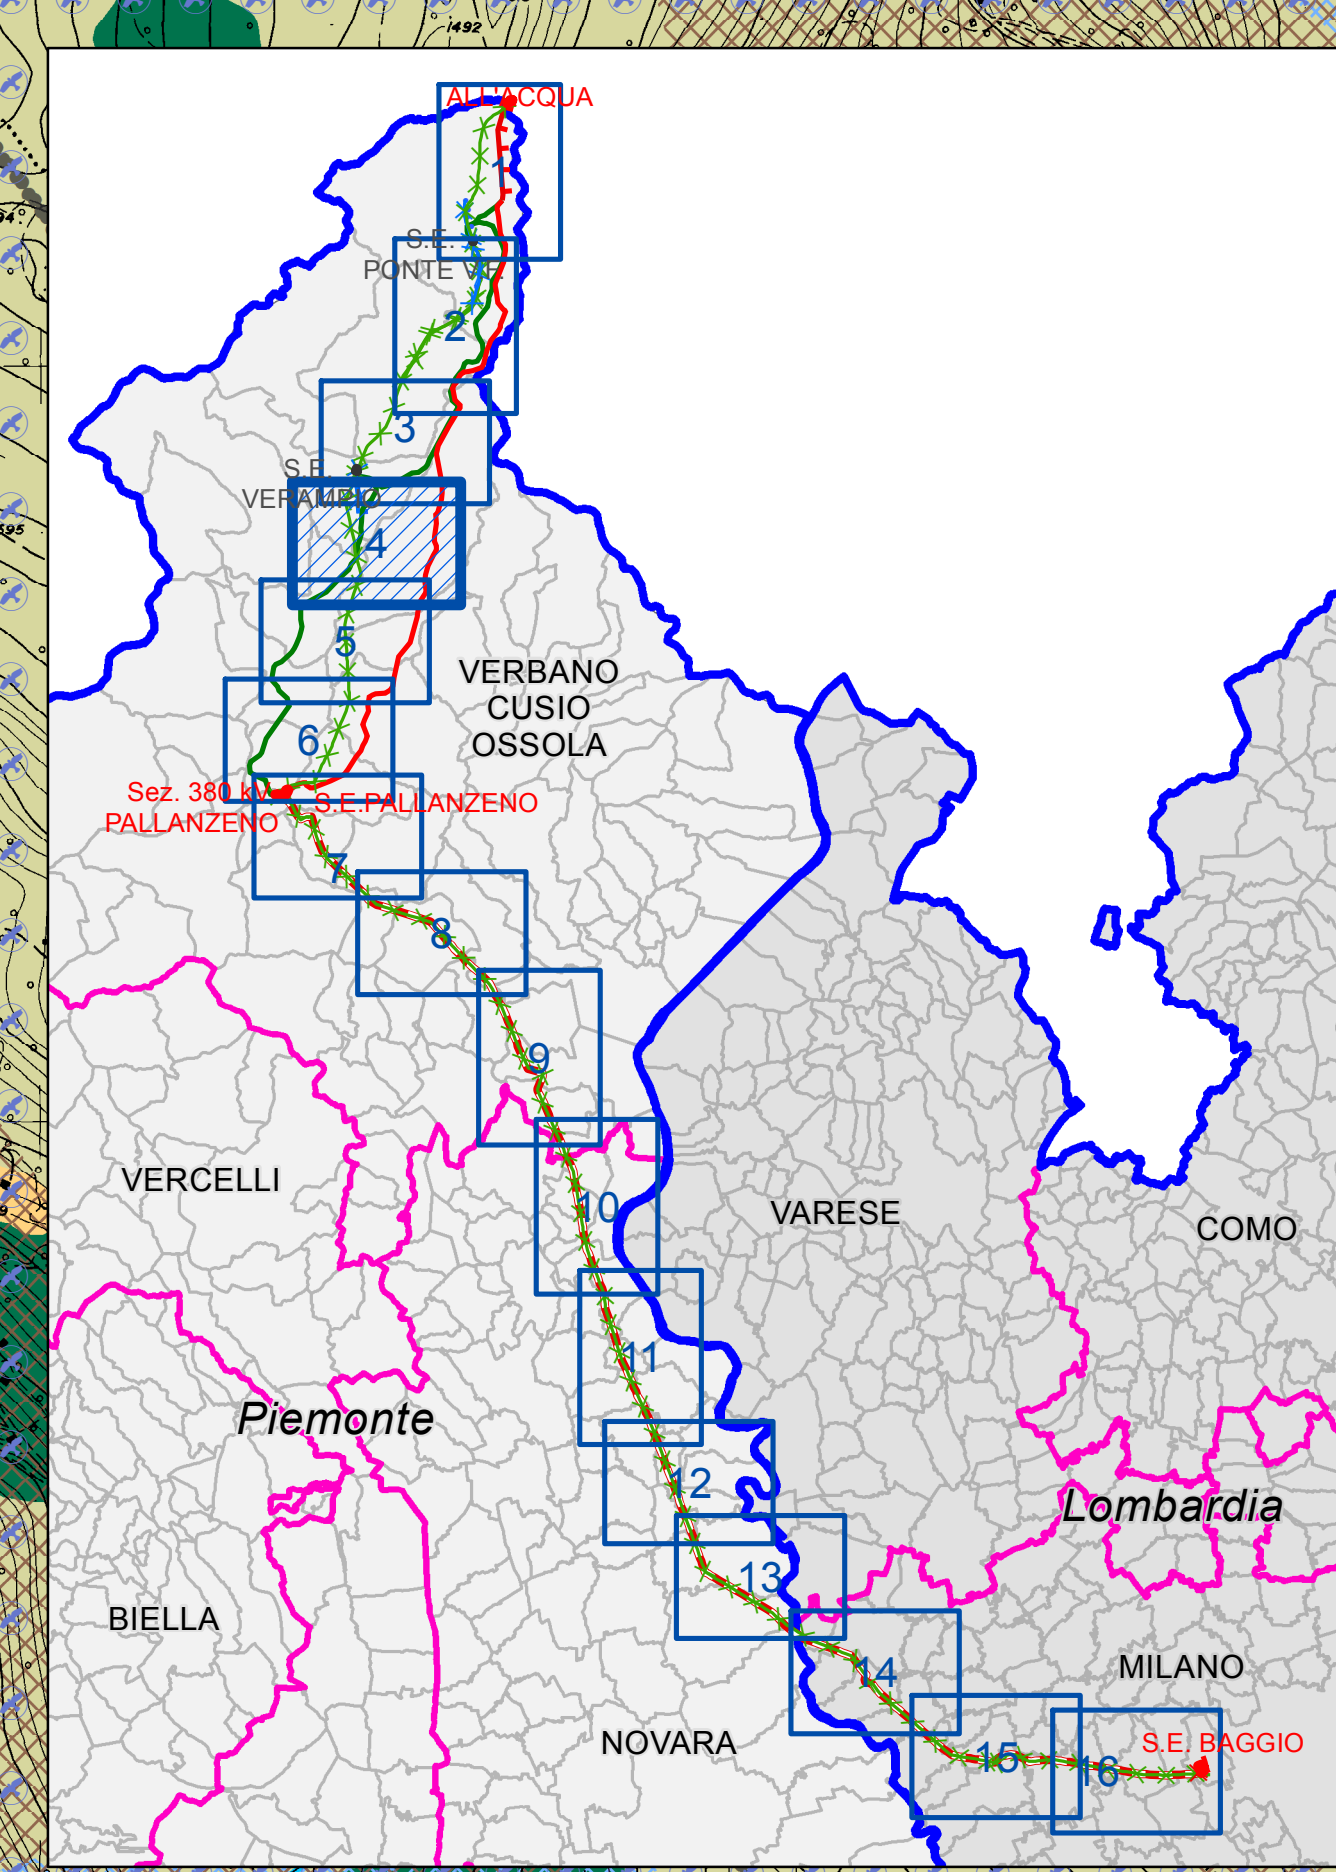 1492
ALL'ACQUA
1
S.E.
PONTE V.F.
2
3
S.E.
VERAMPIO
4
595
5
VERBANO
CUSIO
OSSOLA
6
Sez. 380 kV
PALLANZENO
S.E.PALLANZENO
7
8
9
10
VERCELLI
VARESE
COMO
11
Piemonte
12
Lombardia
13
BIELLA
14
MILANO
NOVARA
15
16
S.E. BAGGIO